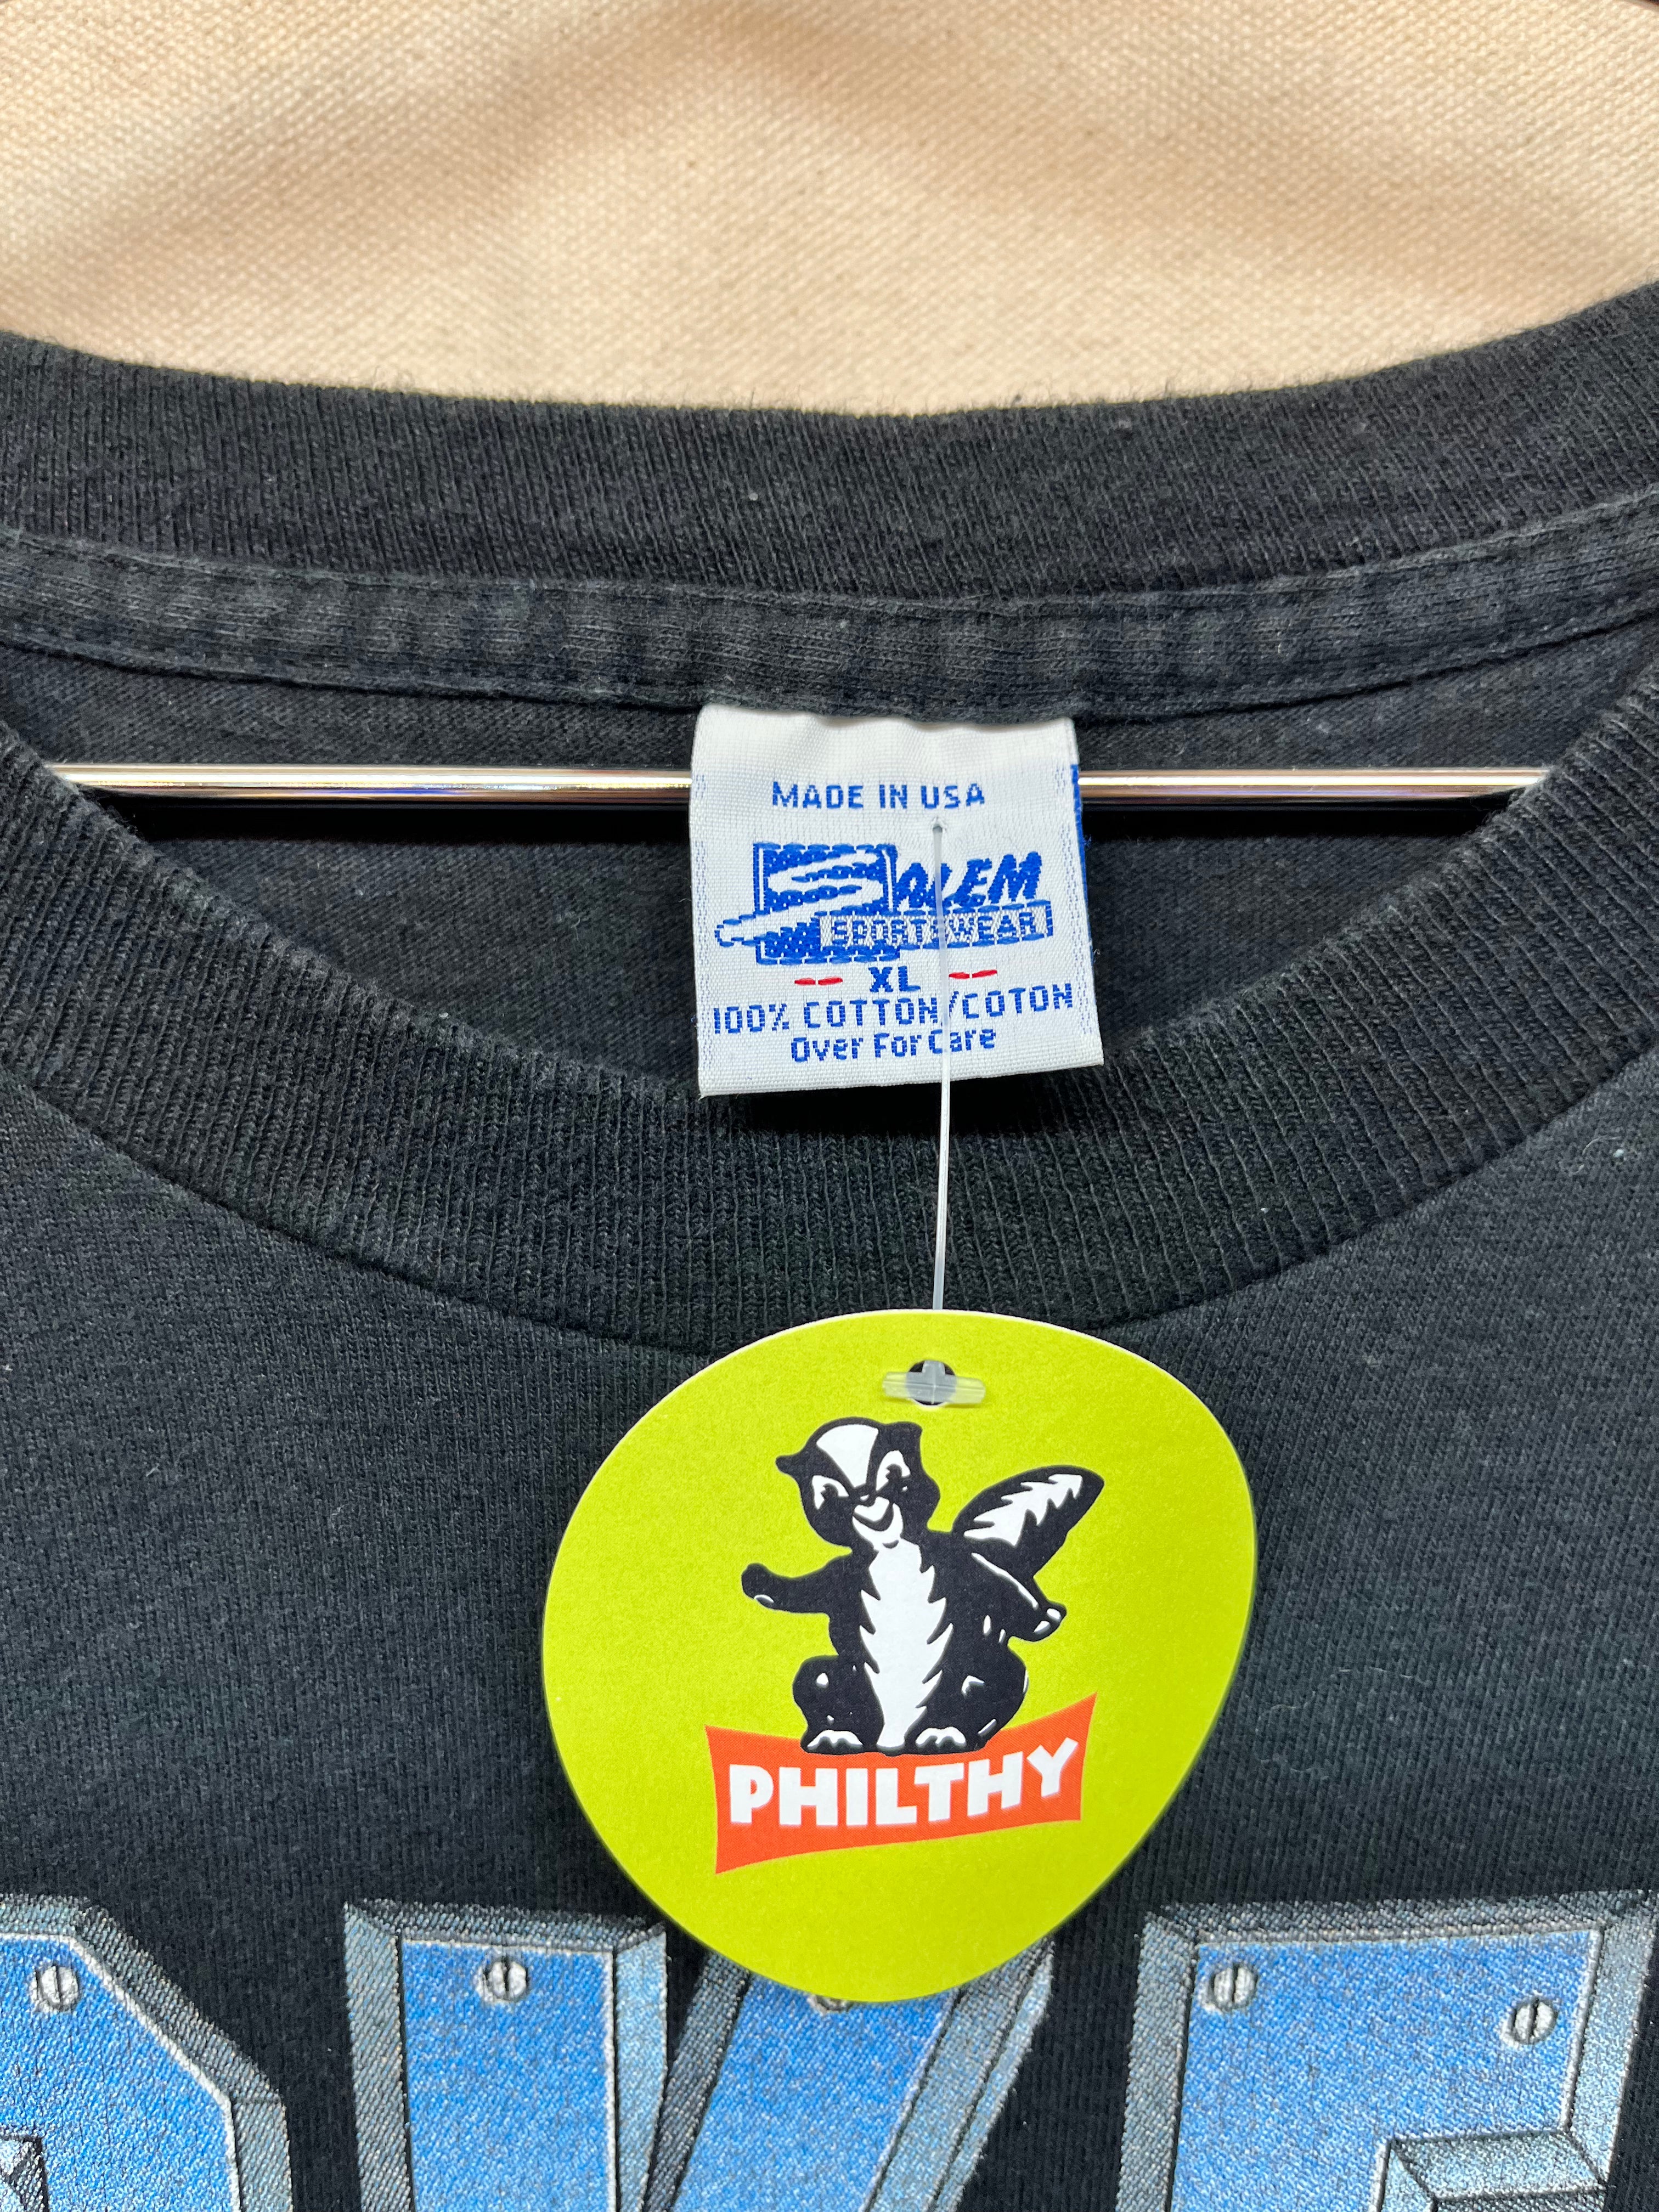 MADE IN USA
SALEM
SPORTSWEAR
XL
100% COTTON/COTON
Over For Care
PHILTHY